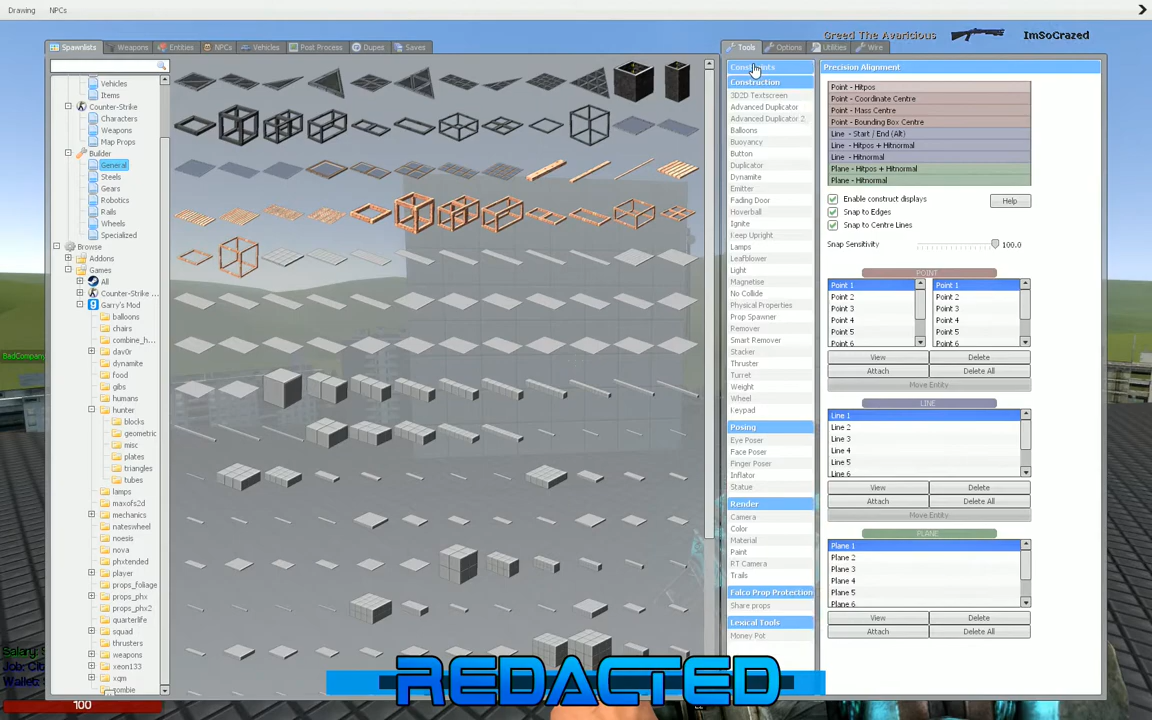 Drawing NPCs
Greed The Avaricious ImSoCrazed
Spawnlists Weapons Entities NPCs Vehicles Post Process Dupes Saves
Vehicles
Items
Counter-Strike
Characters
Weapons
Map Props
Builder
General
Steels
Gears
Robotics
Rails
Wheels
Specialized
Browse
Addons
Games
All
Counter-Strike ...
Garry's Mod
balloons
chairs
combine_h...
dav0r
dynamite
food
gibs
humans
hunter
blocks
geometric
misc
plates
triangles
tubes
lamps
maxofs2d
mechanics
nateswheel
noesis
nova
phxtended
player
props_foliage
props_phx
props_phx2
quarterlife
squad
thrusters
weapons
xeon133
xqm
zombie
Tools Options Utilities Wire
Constraints
Construction
3D2D Textscreen
Advanced Duplicator
Advanced Duplicator 2
Balloons
Buoyancy
Button
Duplicator
Dynamite
Emitter
Fading Door
Hoverball
Ignite
Keep Upright
Lamps
Leafblower
Light
Magnetise
No Collide
Physical Properties
Prop Spawner
Remover
Smart Remover
Stacker
Thruster
Turret
Weight
Wheel
Keypad
Posing
Eye Poser
Face Poser
Finger Poser
Inflator
Statue
Render
Camera
Color
Material
Paint
RT Camera
Trails
Falco Prop Protection
Share props
Lexical Tools
Money Pot
Precision Alignment
Point - Hitpos
Point - Coordinate Centre
Point - Mass Centre
Point - Bounding Box Centre
Line - Start / End (Alt)
Line - Hitpos + Hitnormal
Line - Hitnormal
Plane - Hitpos + Hitnormal
Plane - Hitnormal
Enable construct displays Help
Snap to Edges
Snap to Centre Lines
Snap Sensitivity 100.0
POINT
Point 1 Point 1
Point 2 Point 2
Point 3 Point 3
Point 4 Point 4
Point 5 Point 5
Point 6 Point 6
View Delete
Attach Delete All
Move Entity
LINE
Line 1
Line 2
Line 3
Line 4
Line 5
Line 6
View Delete
Attach Delete All
Move Entity
PLANE
Plane 1
Plane 2
Plane 3
Plane 4
Plane 5
Plane 6
View Delete
Attach Delete All
BadCompany
Salary:
Job: Cit
Wallet:
100
REDACTED